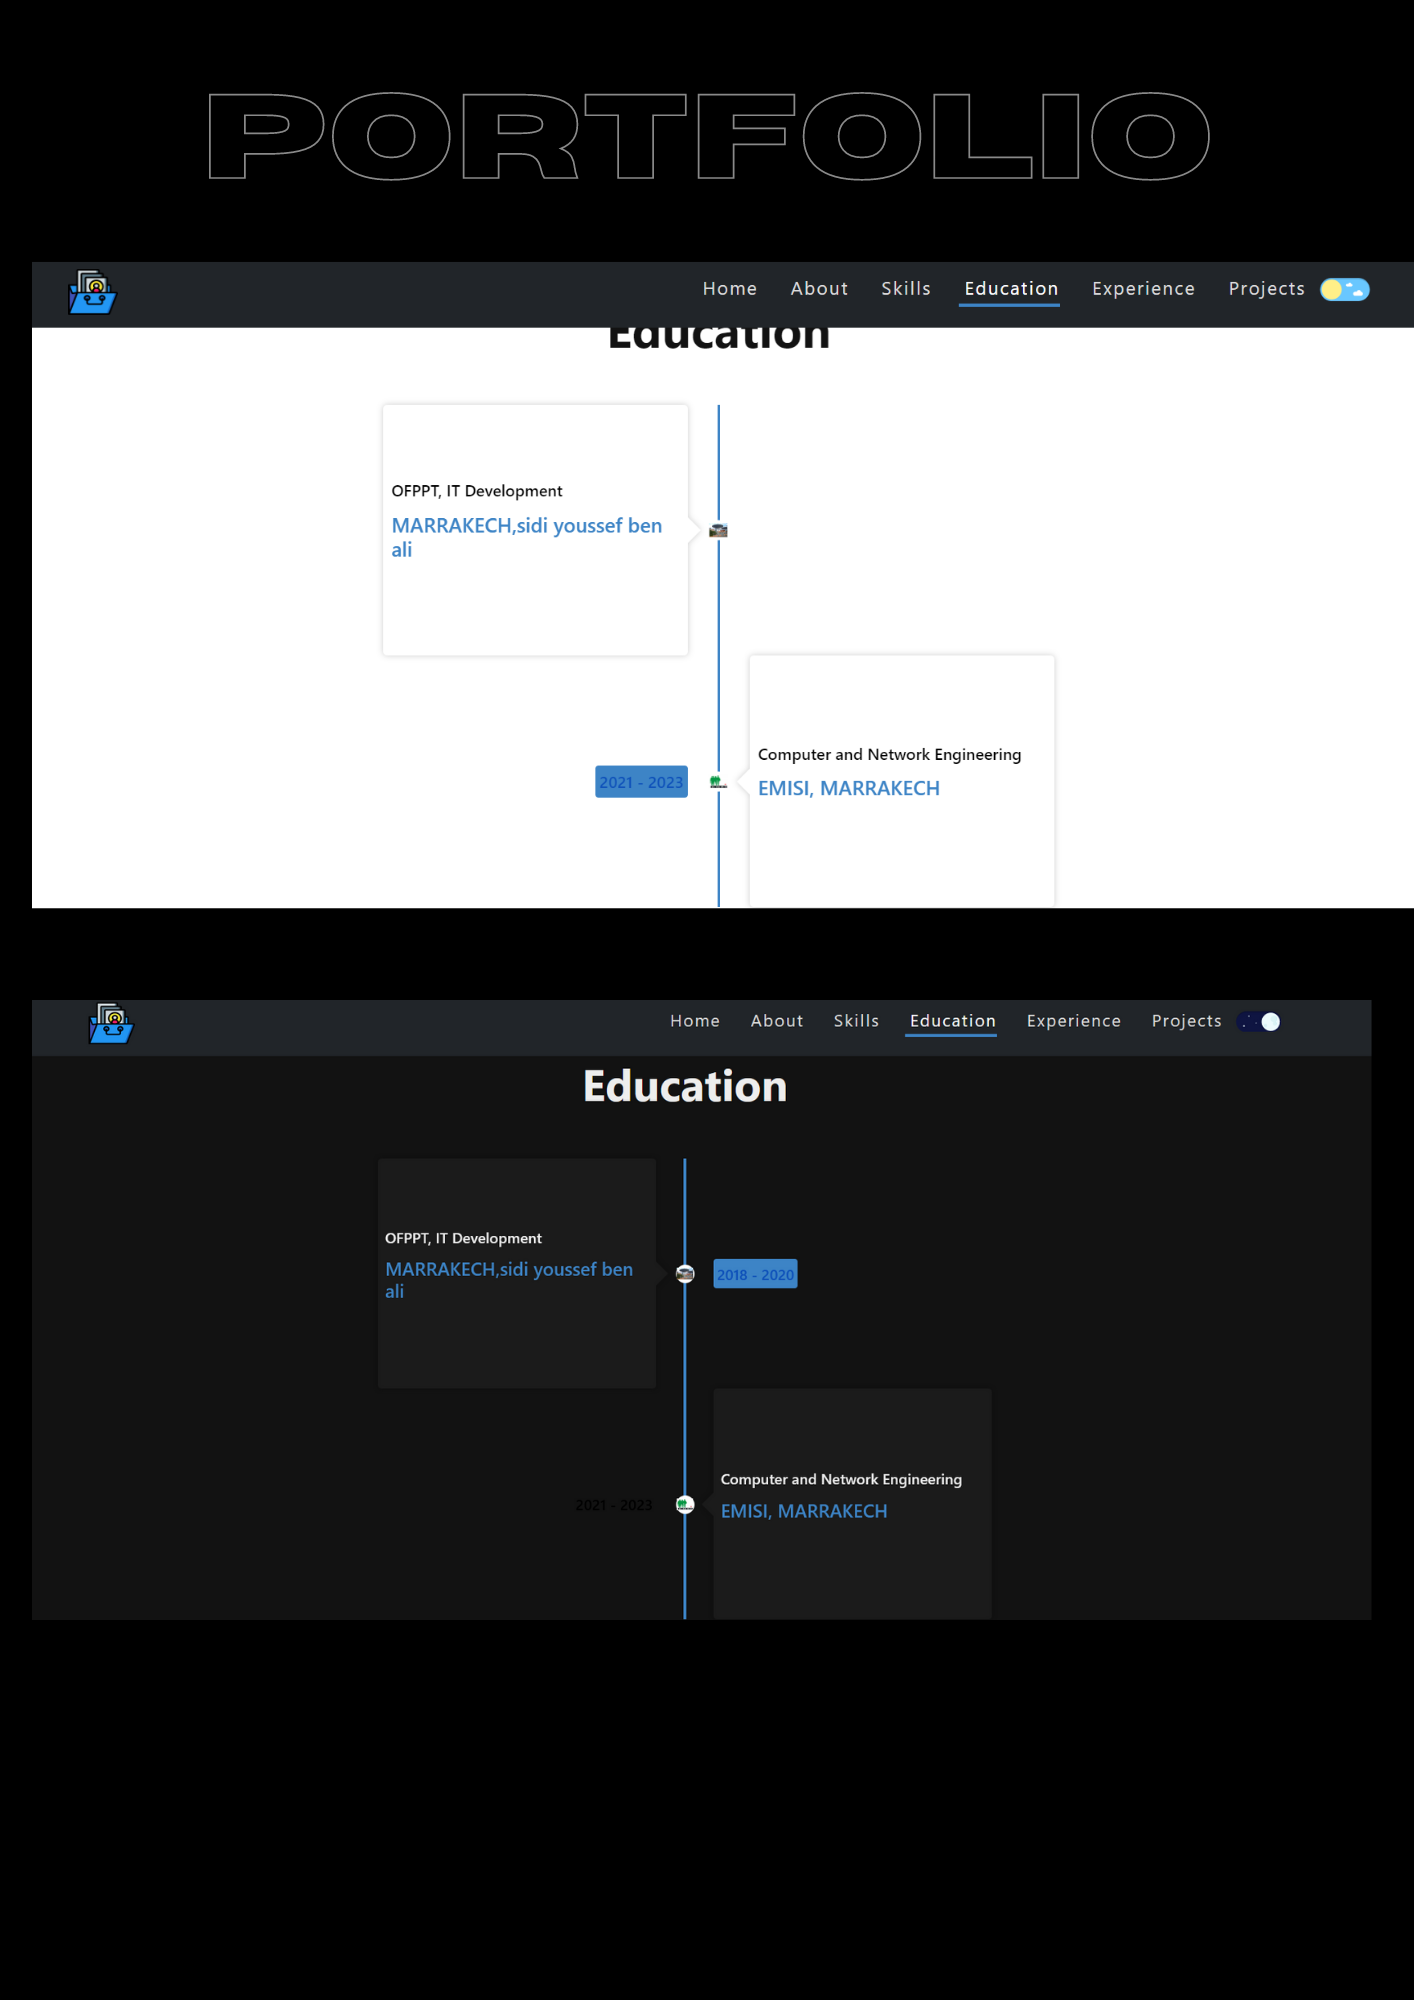 PORTFOLIO
Home About Skills Education Experience Projects
Education
OFPPT, IT Development
MARRAKECH,sidi youssef ben
ali
2021 - 2023
Computer and Network Engineering
EMISI, MARRAKECH
Home About Skills Education Experience Projects
Education
OFPPT, IT Development
MARRAKECH,sidi youssef ben
ali
2018 - 2020
2021 - 2023
Computer and Network Engineering
EMISI, MARRAKECH